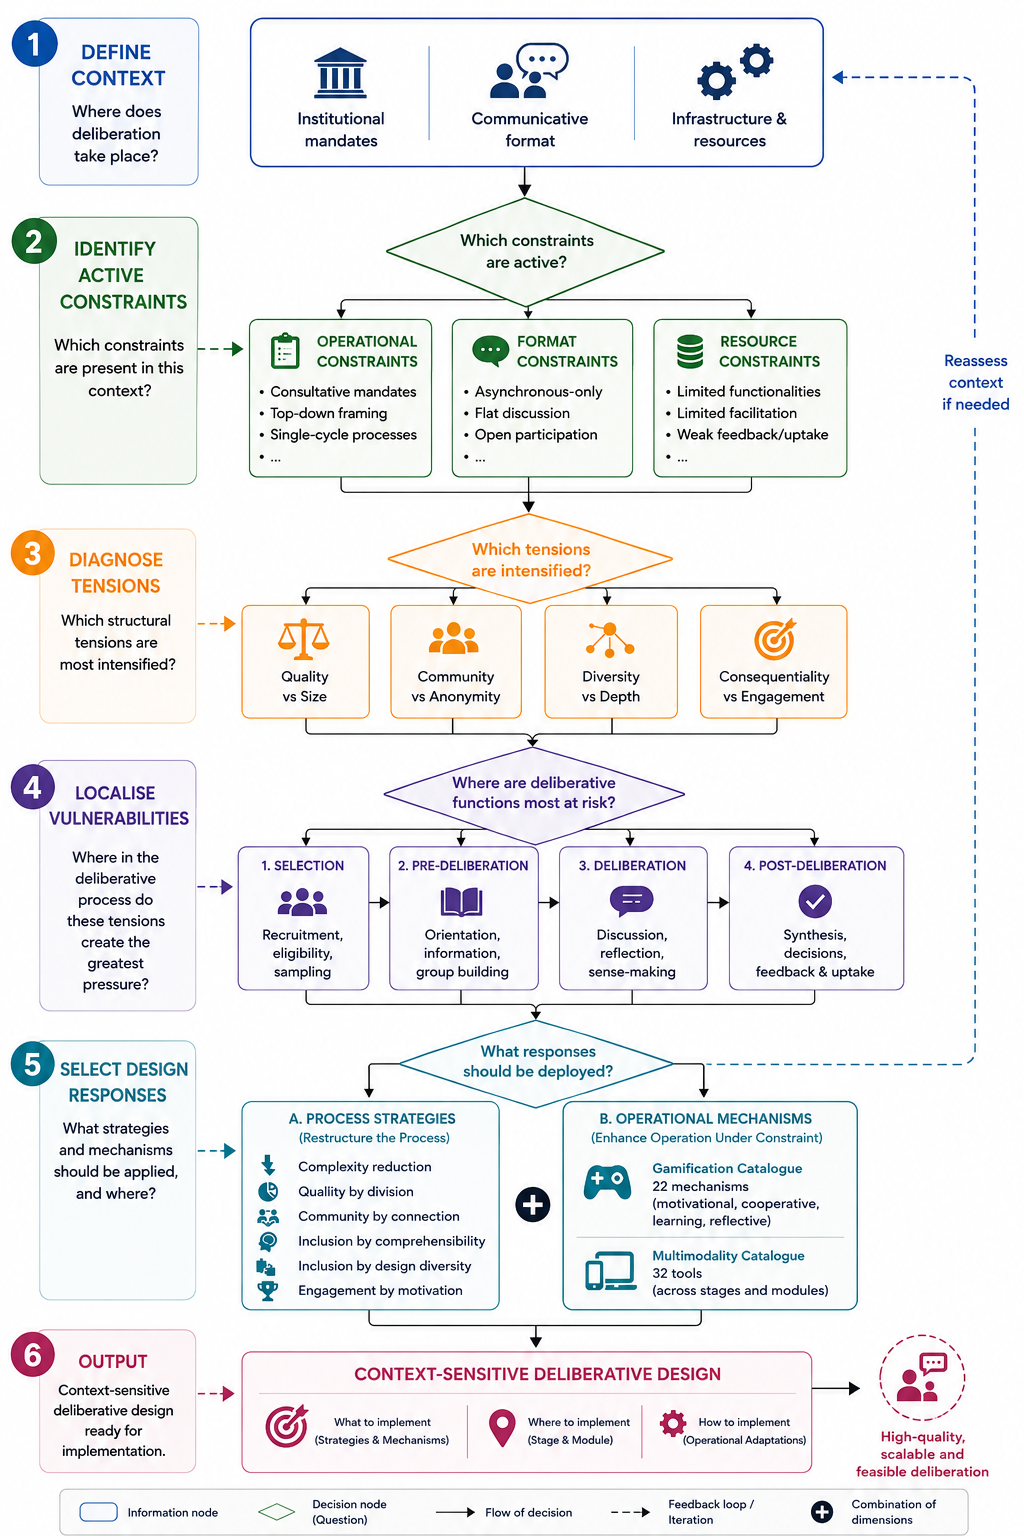 1
DEFINE
CONTEXT
Where does
deliberation
take place?
Institutional
mandates
Communicative
format
Infrastructure &
resources
2
IDENTIFY
ACTIVE
CONSTRAINTS
Which constraints
are present in this
context?
Which constraints
are active?
OPERATIONAL
CONSTRAINTS
• Consultative mandates
• Top-down framing
• Single-cycle processes
• ...
FORMAT
CONSTRAINTS
• Asynchronous-only
• Flat discussion
• Open participation
• ...
RESOURCE
CONSTRAINTS
• Limited functionalities
• Limited facilitation
• Weak feedback/uptake
• ...
Reassess
context
if needed
3
DIAGNOSE
TENSIONS
Which structural
tensions are
most intensified?
Which tensions
are intensified?
Quality
vs Size
Community
vs Anonymity
Diversity
vs Depth
Consequentiality
vs Engagement
4
LOCALISE
VULNERABILITIES
Where in the
deliberative
process do
these tensions
create the
greatest
pressure?
Where are deliberative
functions most at risk?
1. SELECTION
Recruitment,
eligibility,
sampling
2. PRE-DELIBERATION
Orientation,
information,
group building
3. DELIBERATION
Discussion,
reflection,
sense-making
4. POST-DELIBERATION
Synthesis,
decisions,
feedback & uptake
5
SELECT DESIGN
RESPONSES
What strategies
and mechanisms
should be applied,
and where?
What responses
should be deployed?
A. PROCESS STRATEGIES
(Restructure the Process)
Complexity reduction
Quallity by division
Community by connection
Inclusion by comprehensibility
Inclusion by design diversity
Engagement by motivation
B. OPERATIONAL MECHANISMS
(Enhance Operation Under Constraint)
Gamification Catalogue
22 mechanisms
(motivational, cooperative,
learning, reflective)
Multimodality Catalogue
32 tools
(across stages and modules)
6
OUTPUT
Context-sensitive
deliberative design
ready for
implementation.
CONTEXT-SENSITIVE DELIBERATIVE DESIGN
What to implement
(Strategies & Mechanisms)
Where to implement
(Stage & Module)
How to implement
(Operational Adaptations)
High-quality,
scalable and
feasible deliberation
Information node
Decision node
(Question)
Flow of decision
Feedback loop /
Iteration
Combination of
dimensions